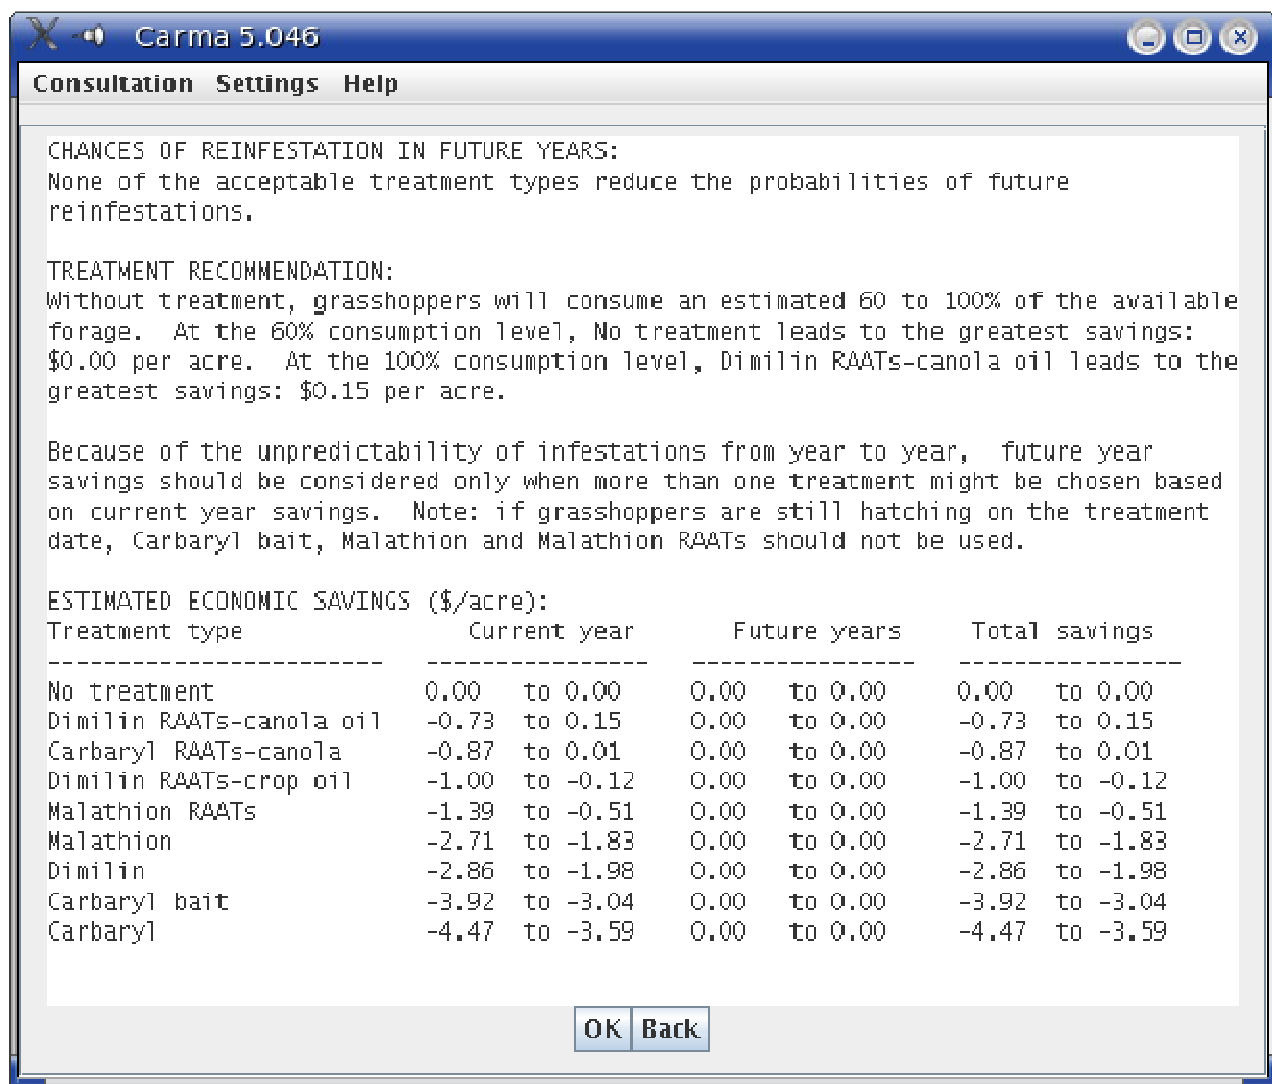 Carma 5.046
Consultation Settings Help
CHANCES OF REINFESTATION IN FUTURE YEARS:
None of the acceptable treatment types reduce the probabilities of future
reinfestations.
TREATMENT RECOMMENDATION:
Without treatment, grasshoppers will consume an estimated 60 to 100% of the available
forage.  At the 60% consumption level, No treatment leads to the greatest savings:
$0.00 per acre.  At the 100% consumption level, Dimilin RAATs-canola oil leads to the
greatest savings: $0.15 per acre.
Because of the unpredictability of infestations from year to year,  future year
savings should be considered only when more than one treatment might be chosen based
on current year savings.  Note: if grasshoppers are still hatching on the treatment
date, Carbaryl bait, Malathion and Malathion RAATs should not be used.
ESTIMATED ECONOMIC SAVINGS ($/acre):
Treatment type Current year Future years Total savings
------------------------ ---------------- ---------------- ----------------
No treatment 0.00 to 0.00 0.00 to 0.00 0.00 to 0.00
Dimilin RAATs-canola oil -0.73 to 0.15 0.00 to 0.00 -0.73 to 0.15
Carbaryl RAATs-canola -0.87 to 0.01 0.00 to 0.00 -0.87 to 0.01
Dimilin RAATs-crop oil -1.00 to -0.12 0.00 to 0.00 -1.00 to -0.12
Malathion RAATs -1.39 to -0.51 0.00 to 0.00 -1.39 to -0.51
Malathion -2.71 to -1.83 0.00 to 0.00 -2.71 to -1.83
Dimilin -2.86 to -1.98 0.00 to 0.00 -2.86 to -1.98
Carbaryl bait -3.92 to -3.04 0.00 to 0.00 -3.92 to -3.04
Carbaryl -4.47 to -3.59 0.00 to 0.00 -4.47 to -3.59
OK Back